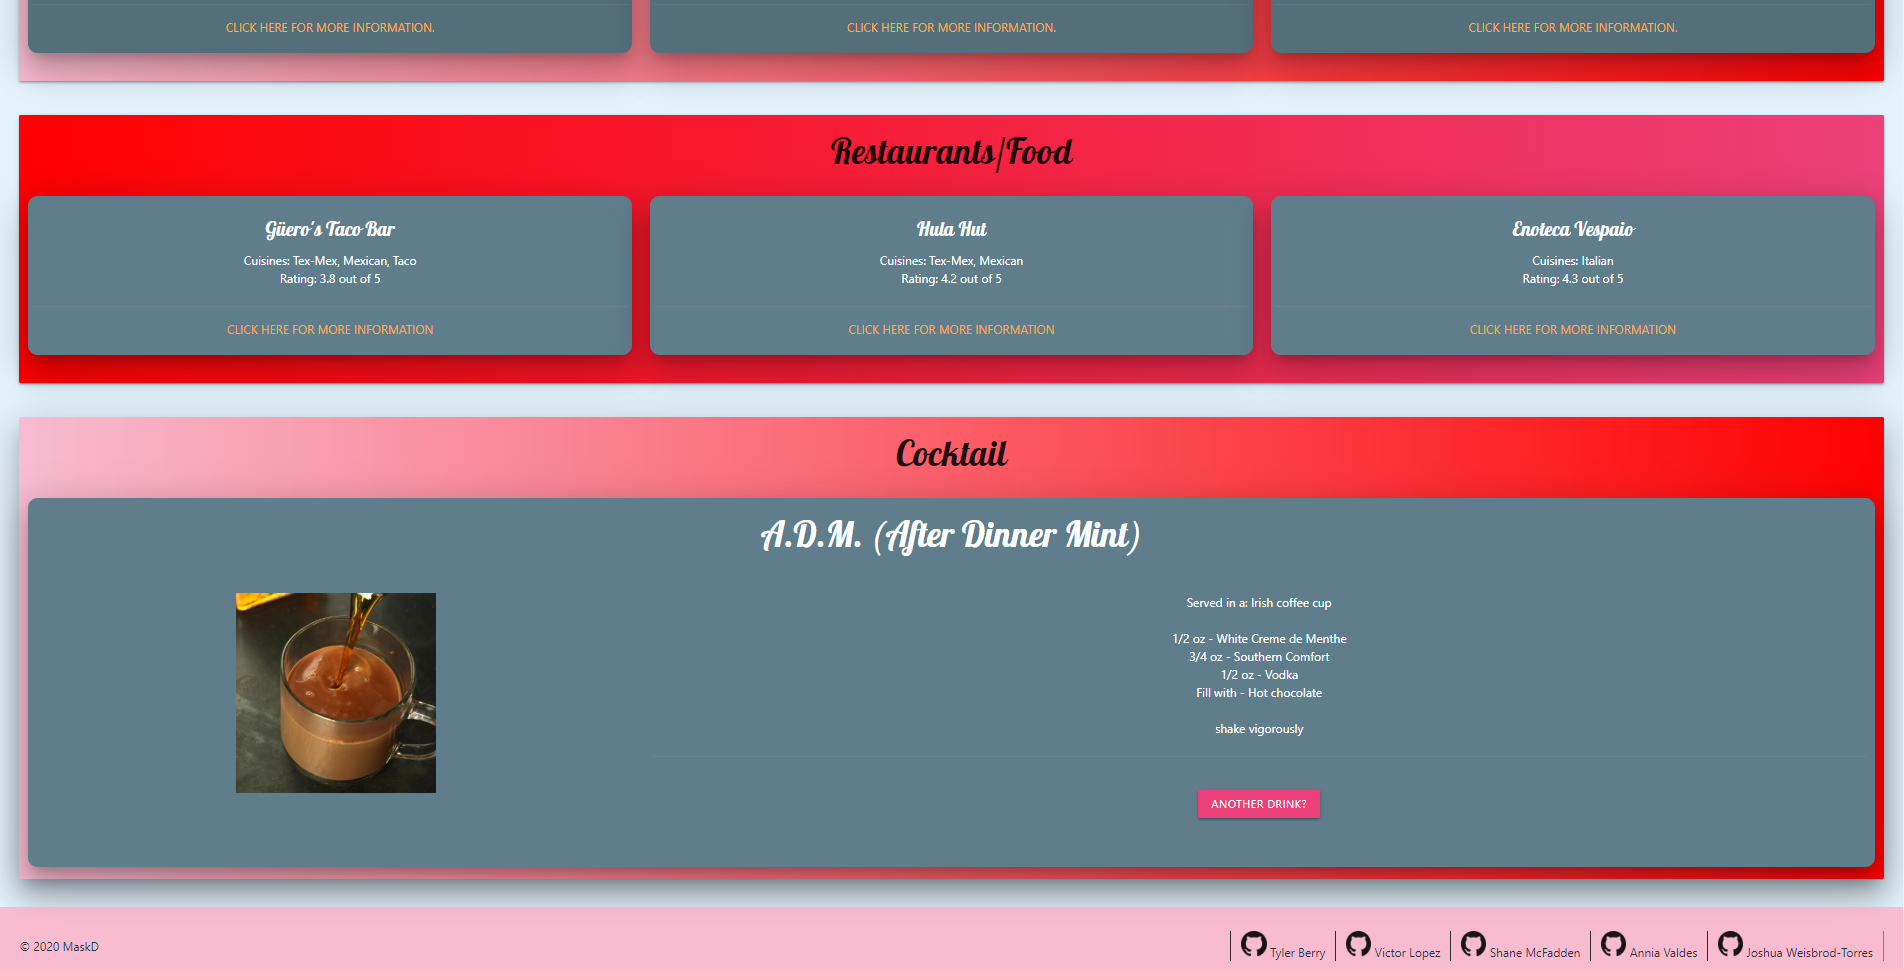 CLICK HERE FOR MORE INFORMATION.
CLICK HERE FOR MORE INFORMATION.
CLICK HERE FOR MORE INFORMATION.
Restaurants/Food
Güero's Taco Bar
Cuisines: Tex-Mex, Mexican, Taco
Rating: 3.8 out of 5
CLICK HERE FOR MORE INFORMATION
Hula Hut
Cuisines: Tex-Mex, Mexican
Rating: 4.2 out of 5
CLICK HERE FOR MORE INFORMATION
Enoteca Vespaio
Cuisines: Italian
Rating: 4.3 out of 5
CLICK HERE FOR MORE INFORMATION
Cocktail
A.D.M. (After Dinner Mint)
Served in a: Irish coffee cup
1/2 oz - White Creme de Menthe
3/4 oz - Southern Comfort
1/2 oz - Vodka
Fill with - Hot chocolate
shake vigorously
ANOTHER DRINK?
© 2020 MaskD
Tyler Berry
Victor Lopez
Shane McFadden
Annia Valdes
Joshua Weisbrod-Torres